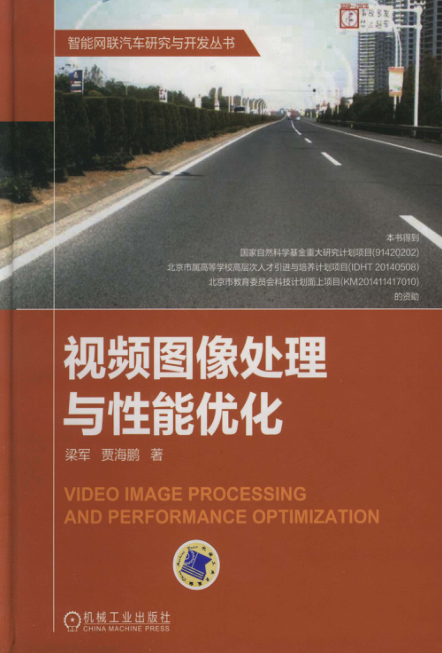 智能网联汽车研究与开发丛书
本书得到
国家自然科学基金重大研究计划项目(91420202)
北京市属高等学校高层次人才引进与培养计划项目(IDHT 20140508)
北京市教育委员会科技计划面上项目(KM201411417010)
的资助
视频图像处理
与性能优化
梁军 贾海鹏 著
VIDEO IMAGE PROCESSING
AND PERFORMANCE OPTIMIZATION
机械工业出版社
CHINA MACHINE PRESS